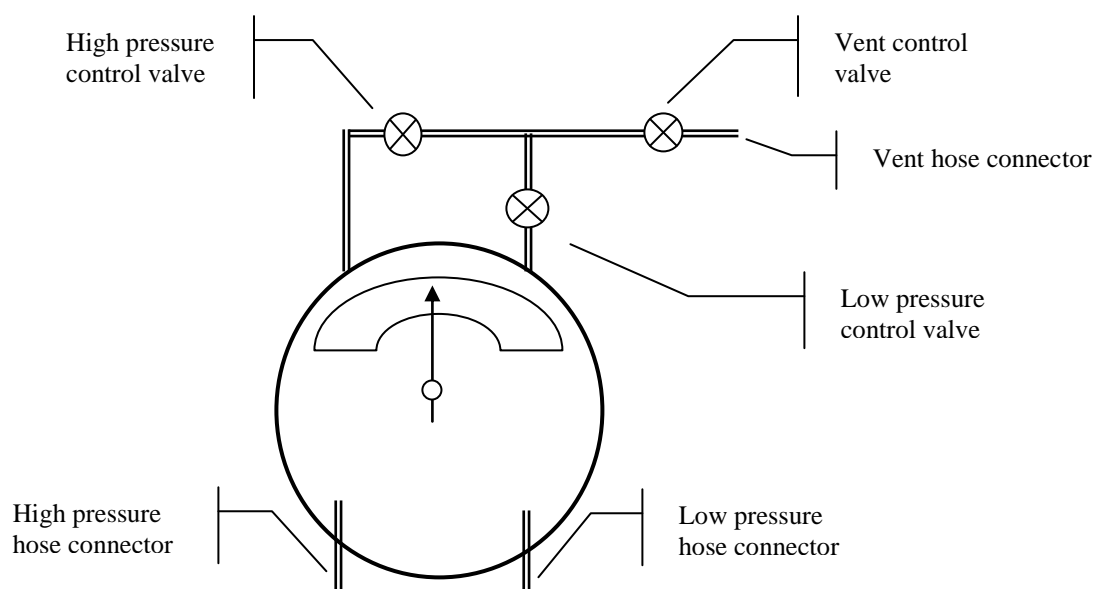 High pressure
control valve
Vent control
valve
Vent hose connector
Low pressure
control valve
High pressure
hose connector
Low pressure
hose connector